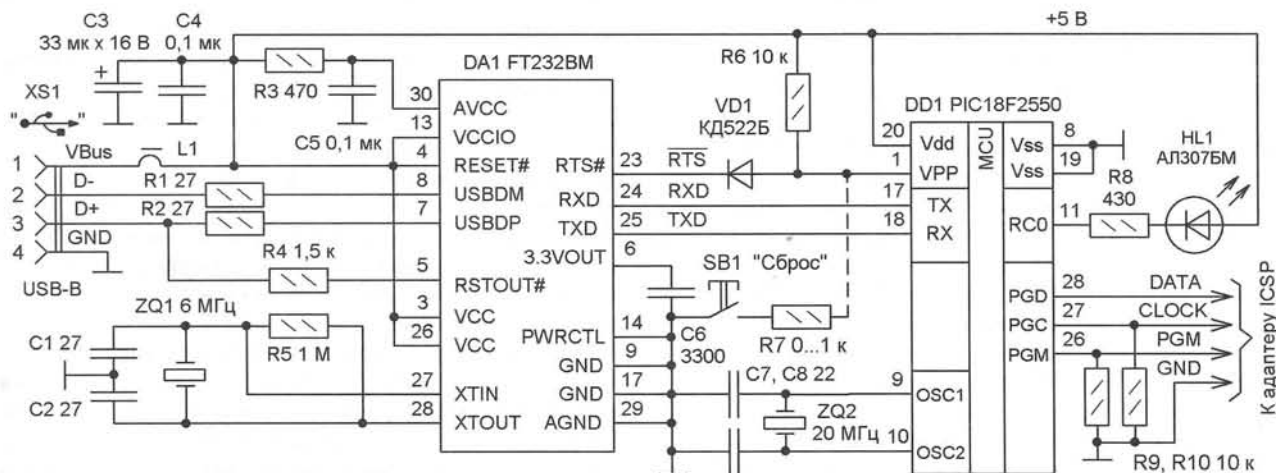 C3
33 мк x 16 В
C4
0,1 мк
R3 470
C5 0,1 мк
DA1 FT232BM
R6 10 к
+5 В
XS1
" "
VD1
КД522Б
DD1 PIC18F2550
HL1
АЛ307БМ
1
2
3
4
VBus
D-
D+
GND
USB-B
L1
R1 27
R2 27
R4 1,5 к
ZQ1 6 МГц
R5 1 М
C1 27
C2 27
30
13
4
8
7
5
3
26
27
28
AVCC
VCCIO
RESET#
USBDM
USBDP
RSTOUT#
VCC
VCC
XTIN
XTOUT
RTS#
RXD
TXD
3.3VOUT
PWRCTL
GND
GND
AGND
23
24
25
6
14
9
17
29
RTS
RXD
TXD
SB1 "Сброс"
C6
3300
R7 0...1 к
C7, C8 22
ZQ2
20 МГц
20
1
17
18
9
10
Vdd
VPP
TX
RX
OSC1
OSC2
MCU
Vss
Vss
RC0
PGD
PGC
PGM
8
19
11
28
27
26
R8
430
DATA
CLOCK
PGM
GND
К адаптеру ICSP
R9, R10 10 к